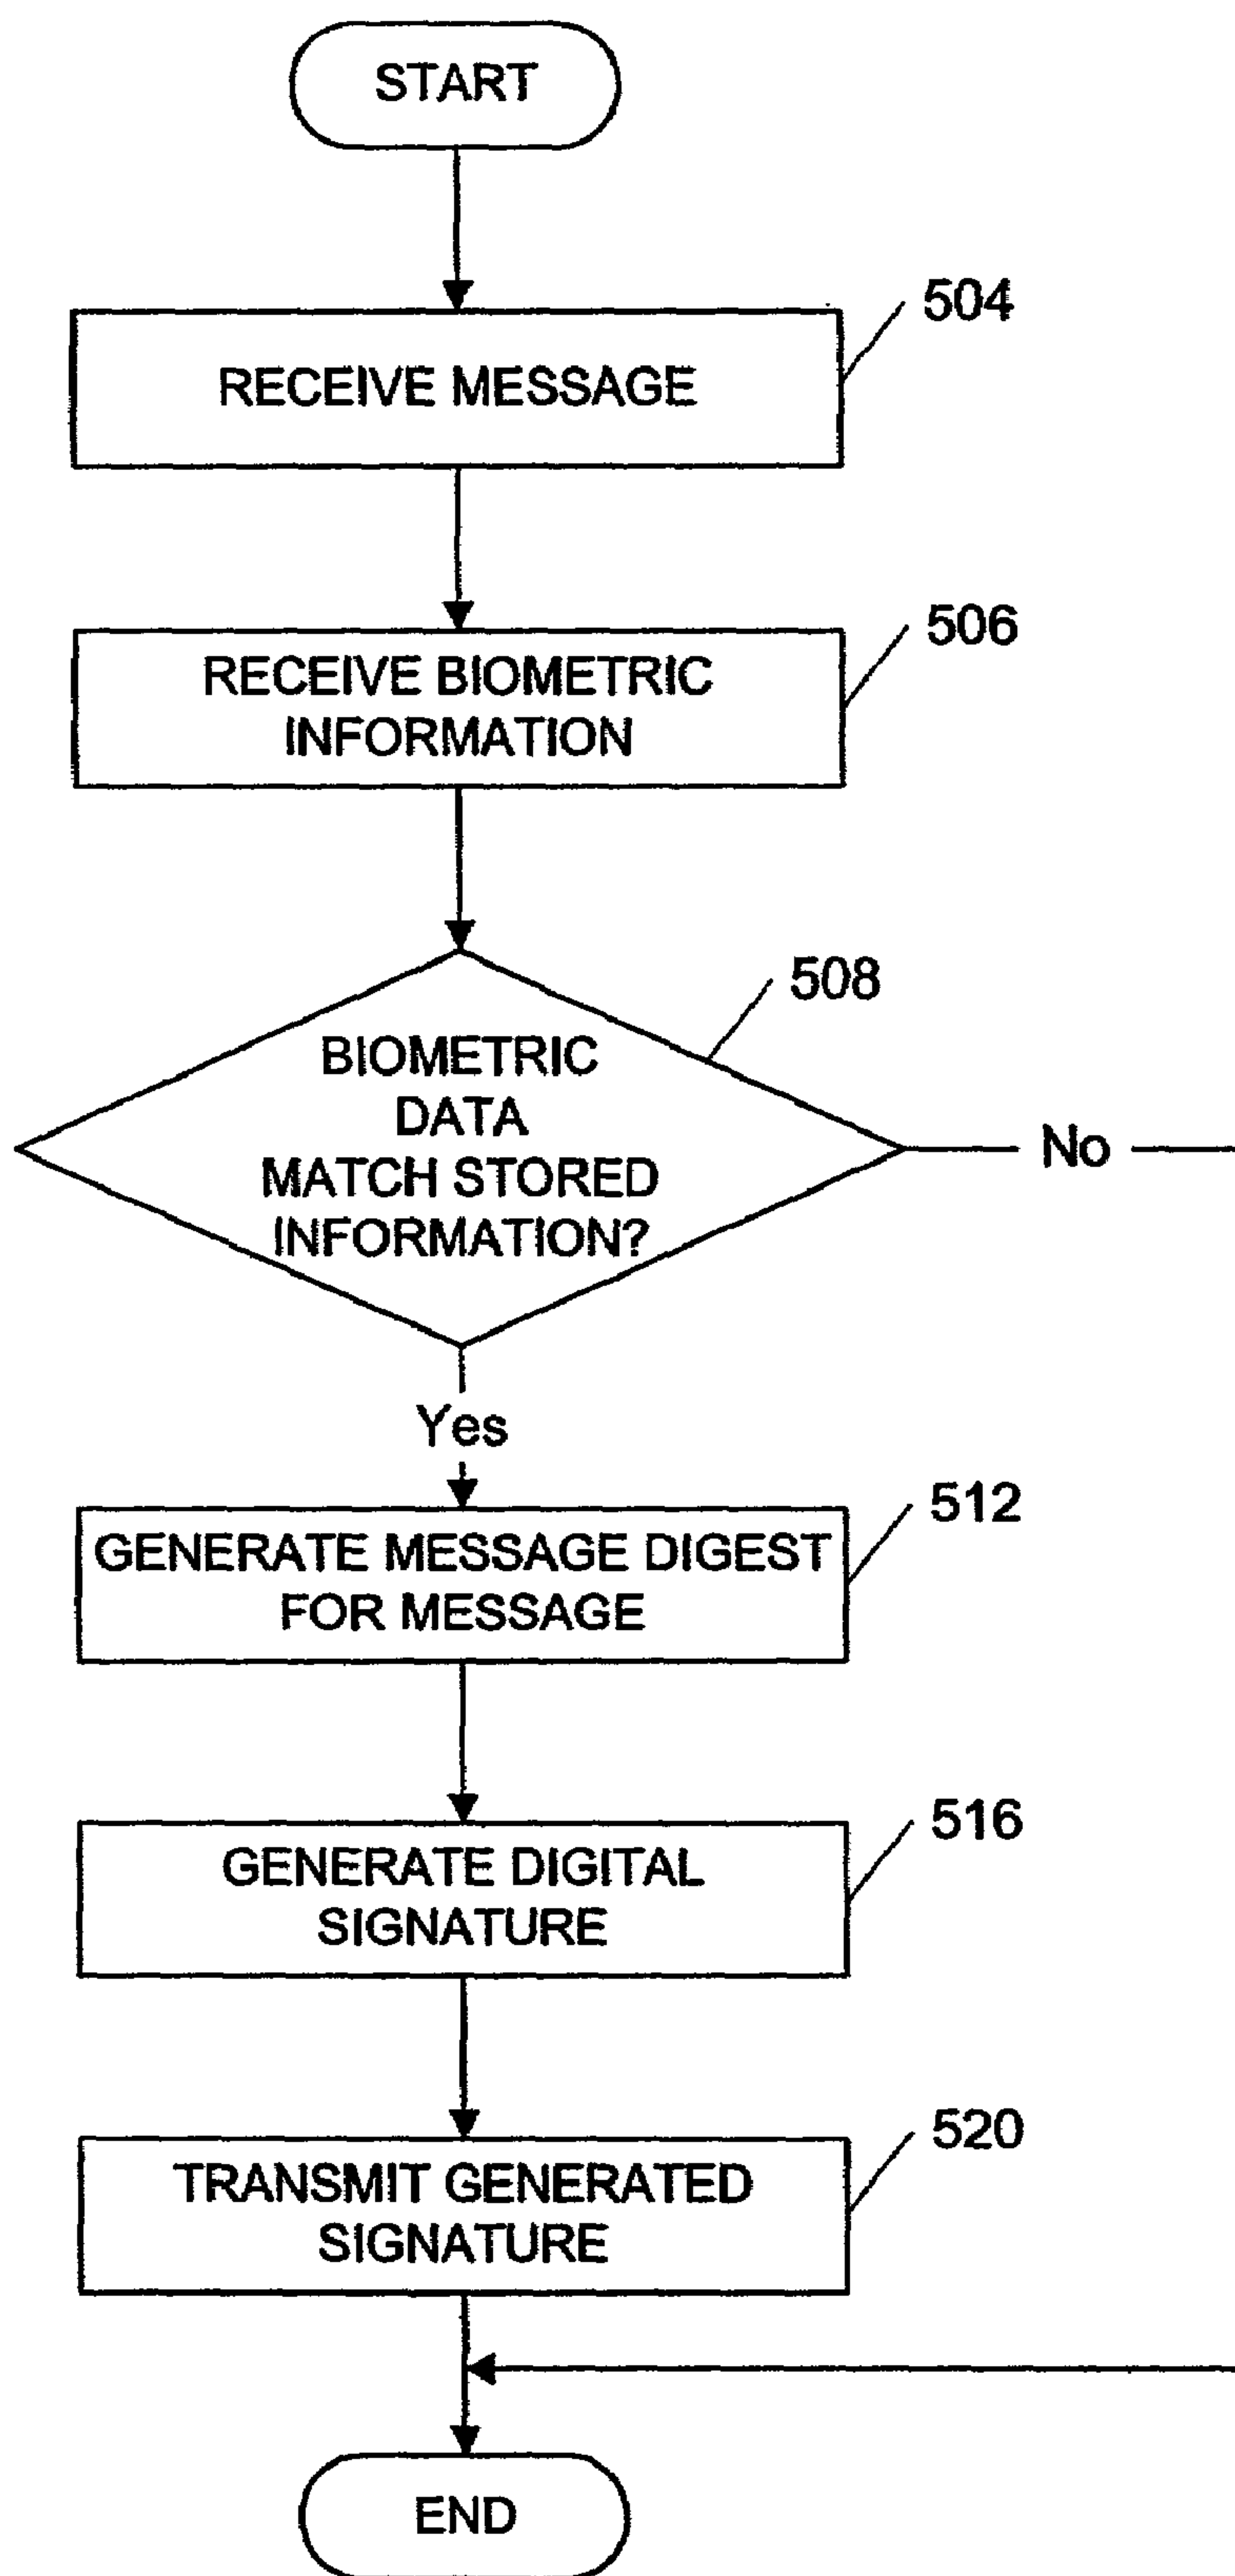 START
504
RECEIVE MESSAGE
506
RECEIVE BIOMETRIC
INFORMATION
508
BIOMETRIC
DATA
MATCH STORED
INFORMATION?
No
Yes
512
GENERATE MESSAGE DIGEST
FOR MESSAGE
516
GENERATE DIGITAL
SIGNATURE
520
TRANSMIT GENERATED
SIGNATURE
END